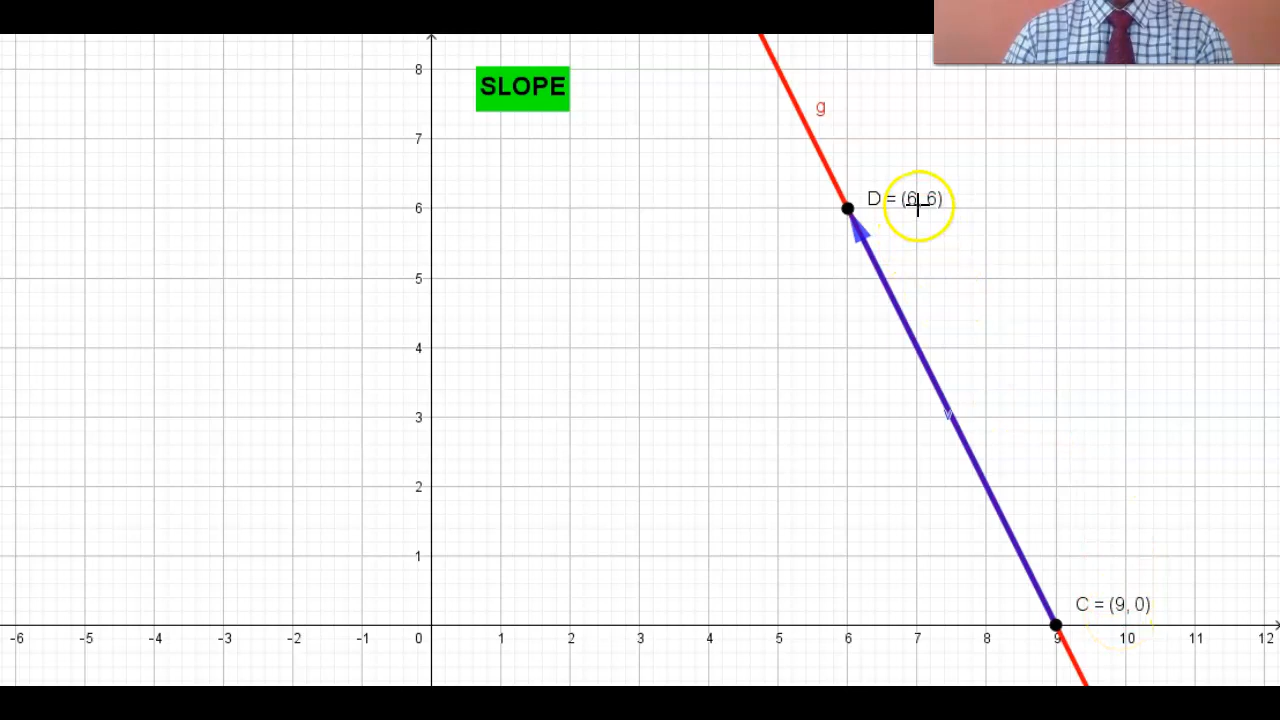 SLOPE
g
D = (6, 6)
v
C = (9, 0)
8
7
6
5
4
3
2
1
-6 -5 -4 -3 -2 -1 0 1 2 3 4 5 6 7 8 9 10 11 12